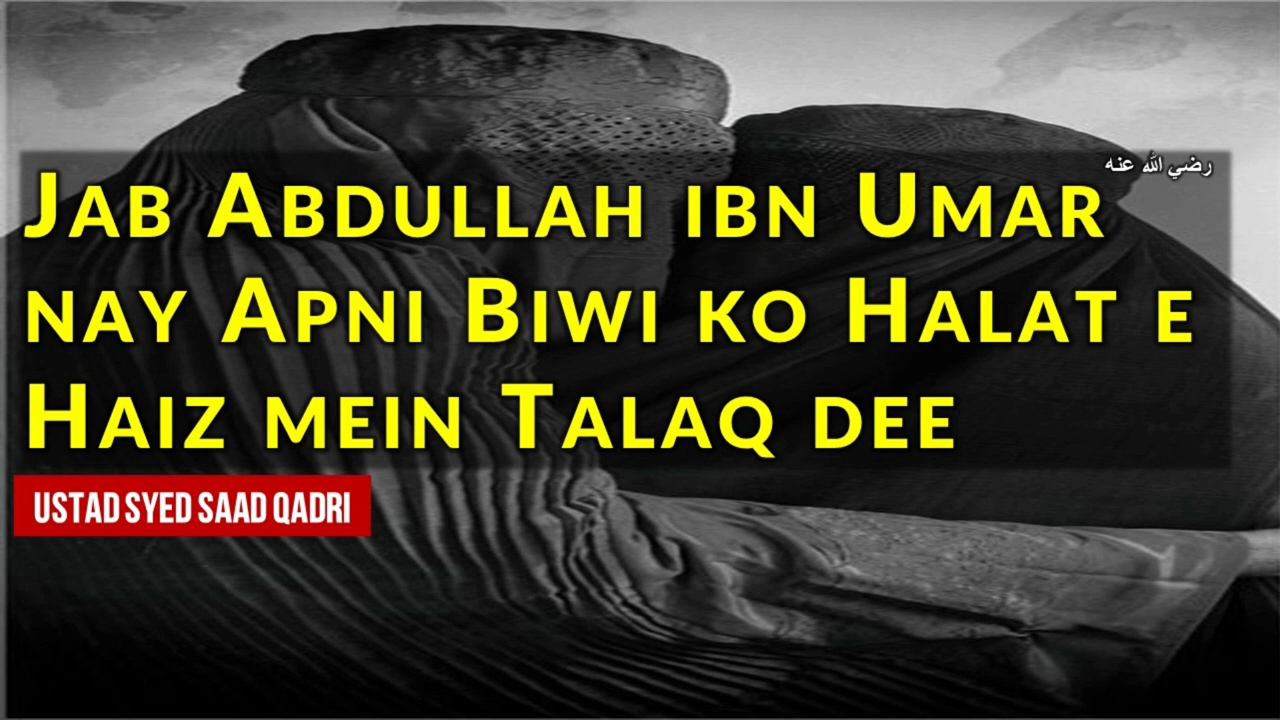 رضي الله عنه
Jab Abdullah ibn Umar
nay Apni Biwi ko Halat e
Haiz mein Talaq dee
USTAD SYED SAAD QADRI